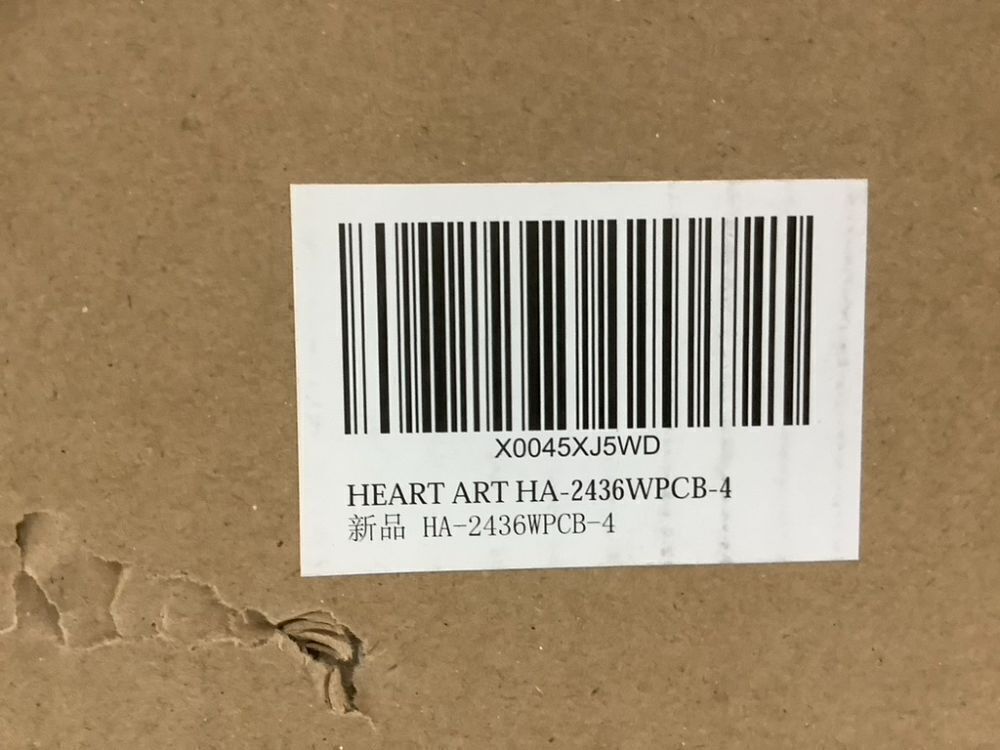 X0045XJ5WD
HEART ART HA-2436WPCB-4
新品 HA-2436WPCB-4